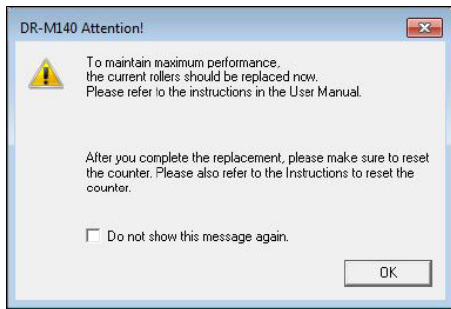 DR-M140 Attention!
To maintain maximum performance,
the current rollers should be replaced now.
Please refer to the instructions in the User Manual.
After you complete the replacement, please make sure to reset
the counter. Please also refer to the Instructions to reset the
counter.
Do not show this message again.
OK